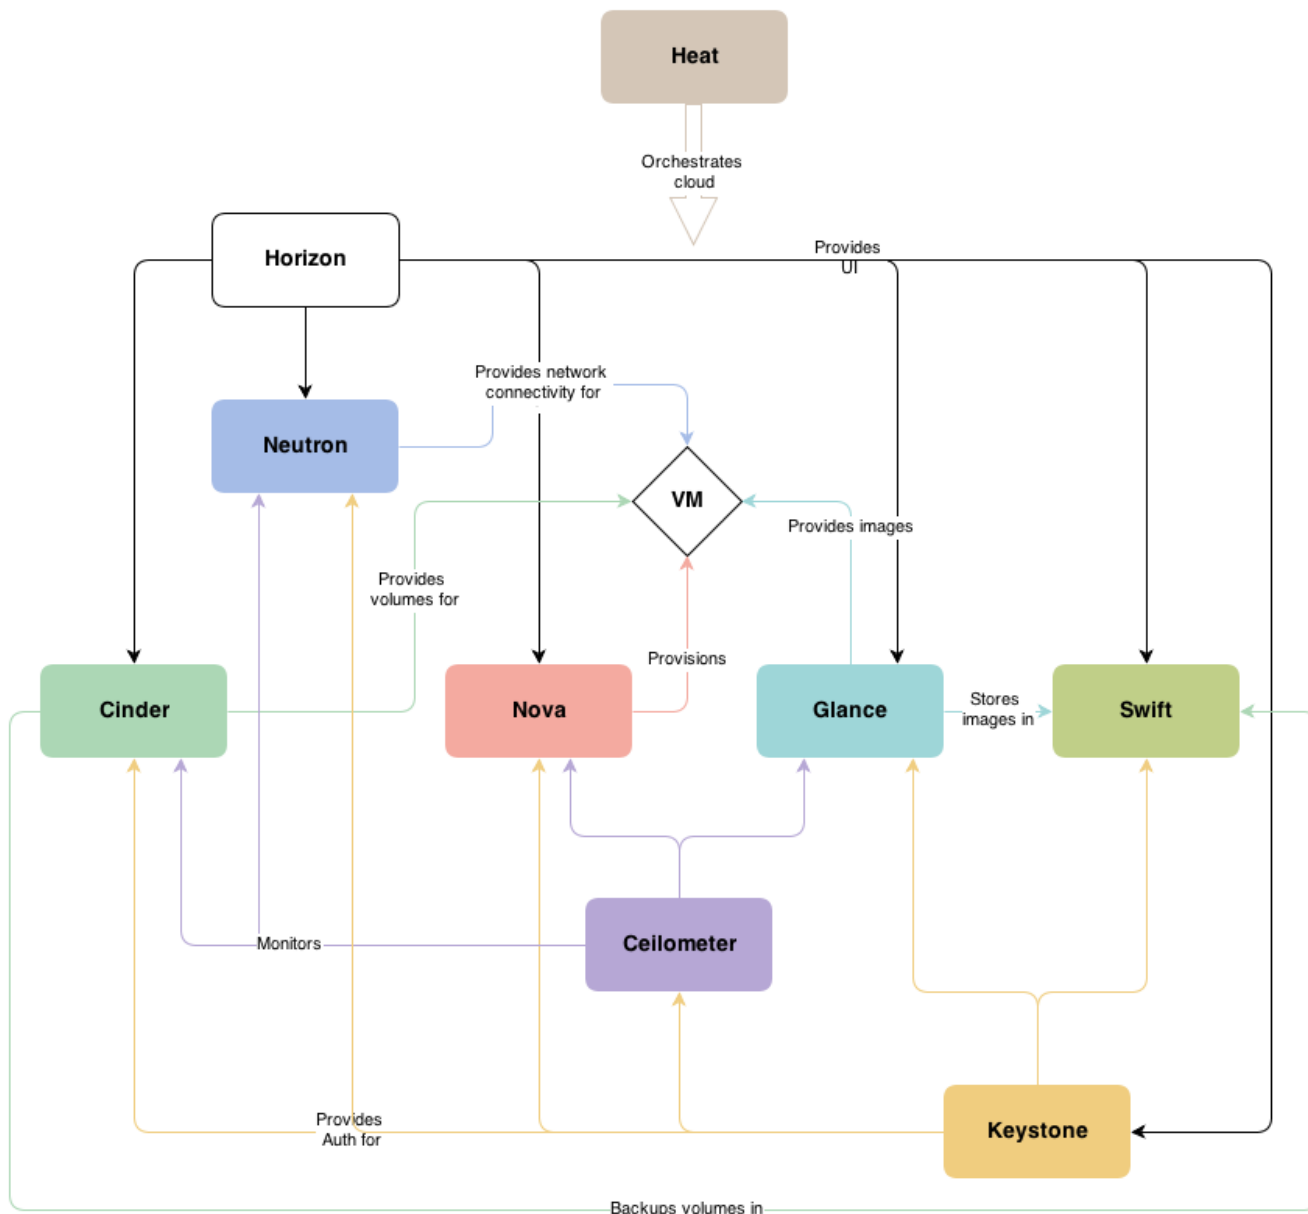 Heat
Orchestrates
cloud
Horizon
Provides
UI
Provides network
connectivity for
Neutron
VM
Provides images
Provides
volumes for
Provisions
Cinder
Nova
Glance
Stores
images in
Swift
Monitors
Ceilometer
Provides
Auth for
Keystone
Backups volumes in